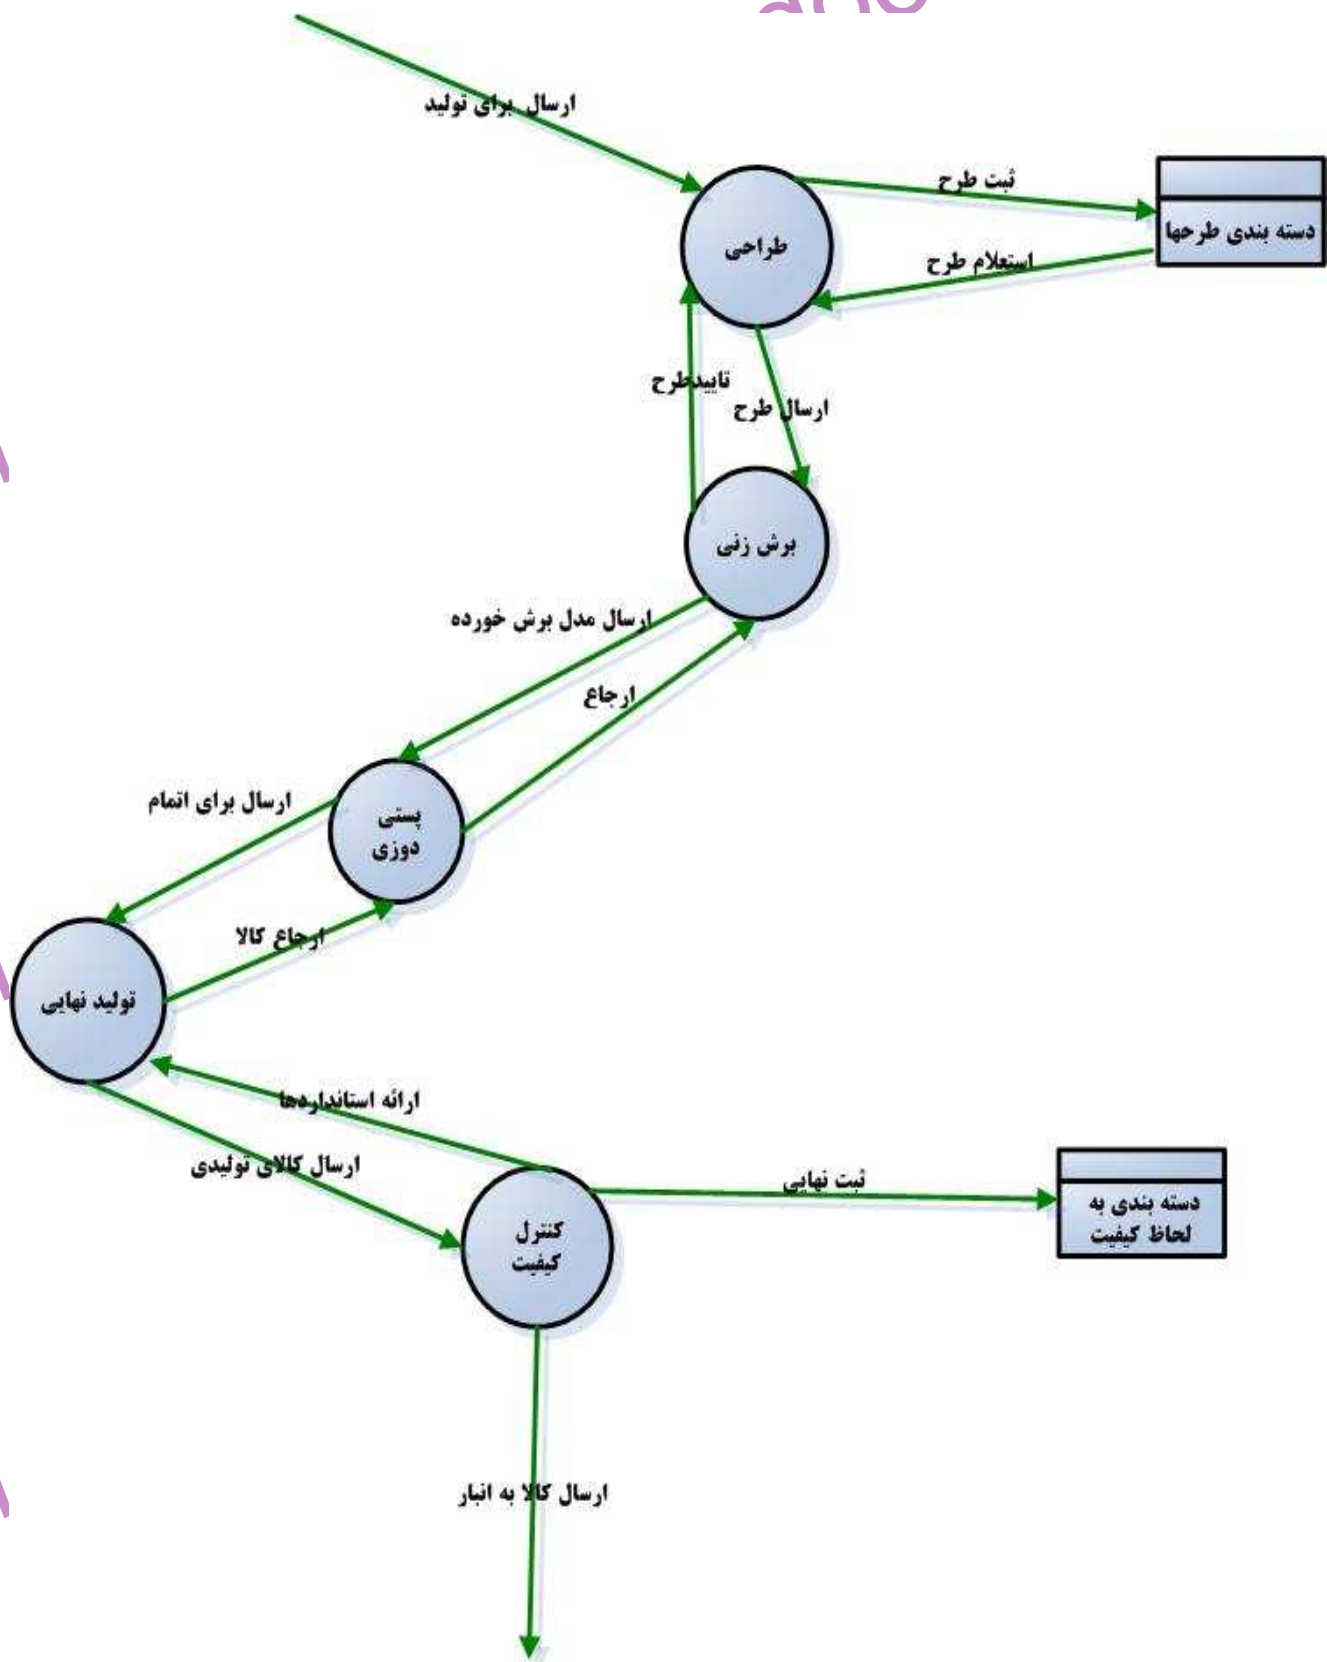 ارسال برای تولید
ثبت طرح
دسته بندی طرحها
طراحی
استعلام طرح
تاییدطرح
ارسال طرح
برش زنی
ارسال مدل برش خورده
ارجاع
ارسال برای اتمام
پستی
دوزی
ارجاع کالا
تولید نهایی
ارائه استانداردها
ارسال کالای تولیدی
ثبت نهایی
دسته بندی به
لحاظ کیفیت
کنترل
کیفیت
ارسال کالا به انبار